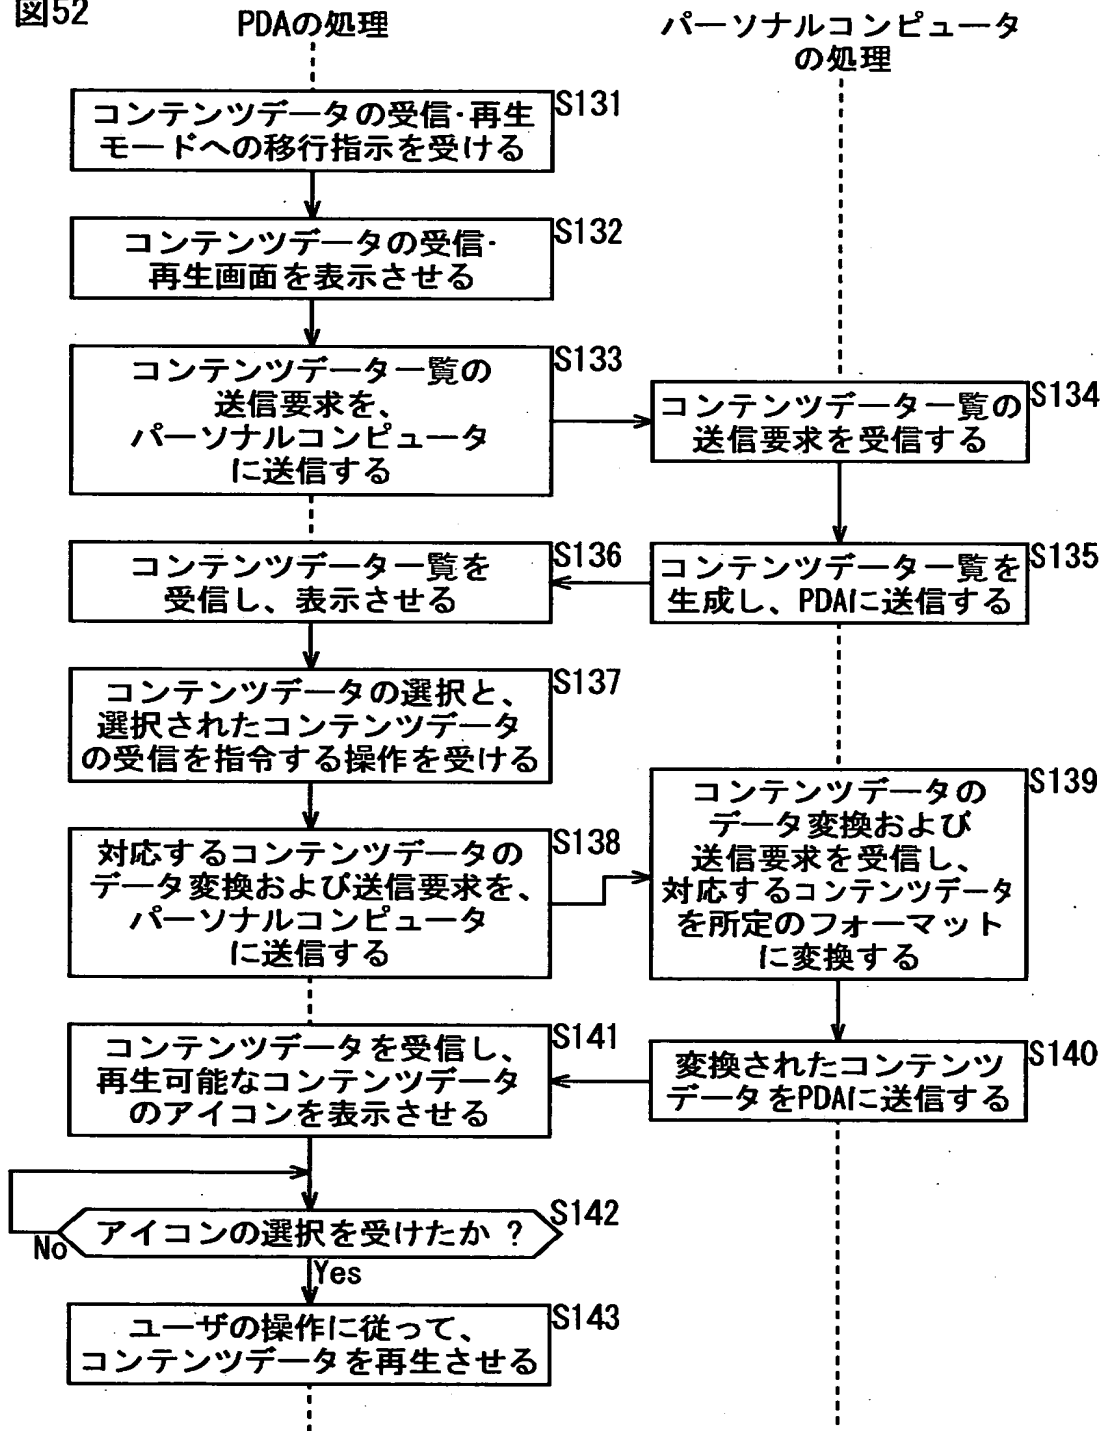 図52
PDAの処理
パーソナルコンピュータ
の処理
コンテンツデータの受信·再生
モードへの移行指示を受ける
S131
コンテンツデータの受信·
再生画面を表示させる
S132
コンテンツデータ一覧の
送信要求を、
パーソナルコンピュータ
に送信する
S133
コンテンツデータ一覧の
送信要求を受信する
S134
コンテンツデータ一覧を
生成し、PDAに送信する
S135
コンテンツデータ一覧を
受信し、表示させる
S136
コンテンツデータの選択と、
選択されたコンテンツデータ
の受信を指令する操作を受ける
S137
対応するコンテンツデータの
データ変換および送信要求を、
パーソナルコンピュータ
に送信する
S138
コンテンツデータの
データ変換および
送信要求を受信し、
対応するコンテンツデータ
を所定のフォーマット
に変換する
S139
変換されたコンテンツ
データをPDAに送信する
S140
コンテンツデータを受信し、
再生可能なコンテンツデータ
のアイコンを表示させる
S141
アイコンの選択を受けたか？
S142
No
Yes
ユーザの操作に従って、
コンテンツデータを再生させる
S143